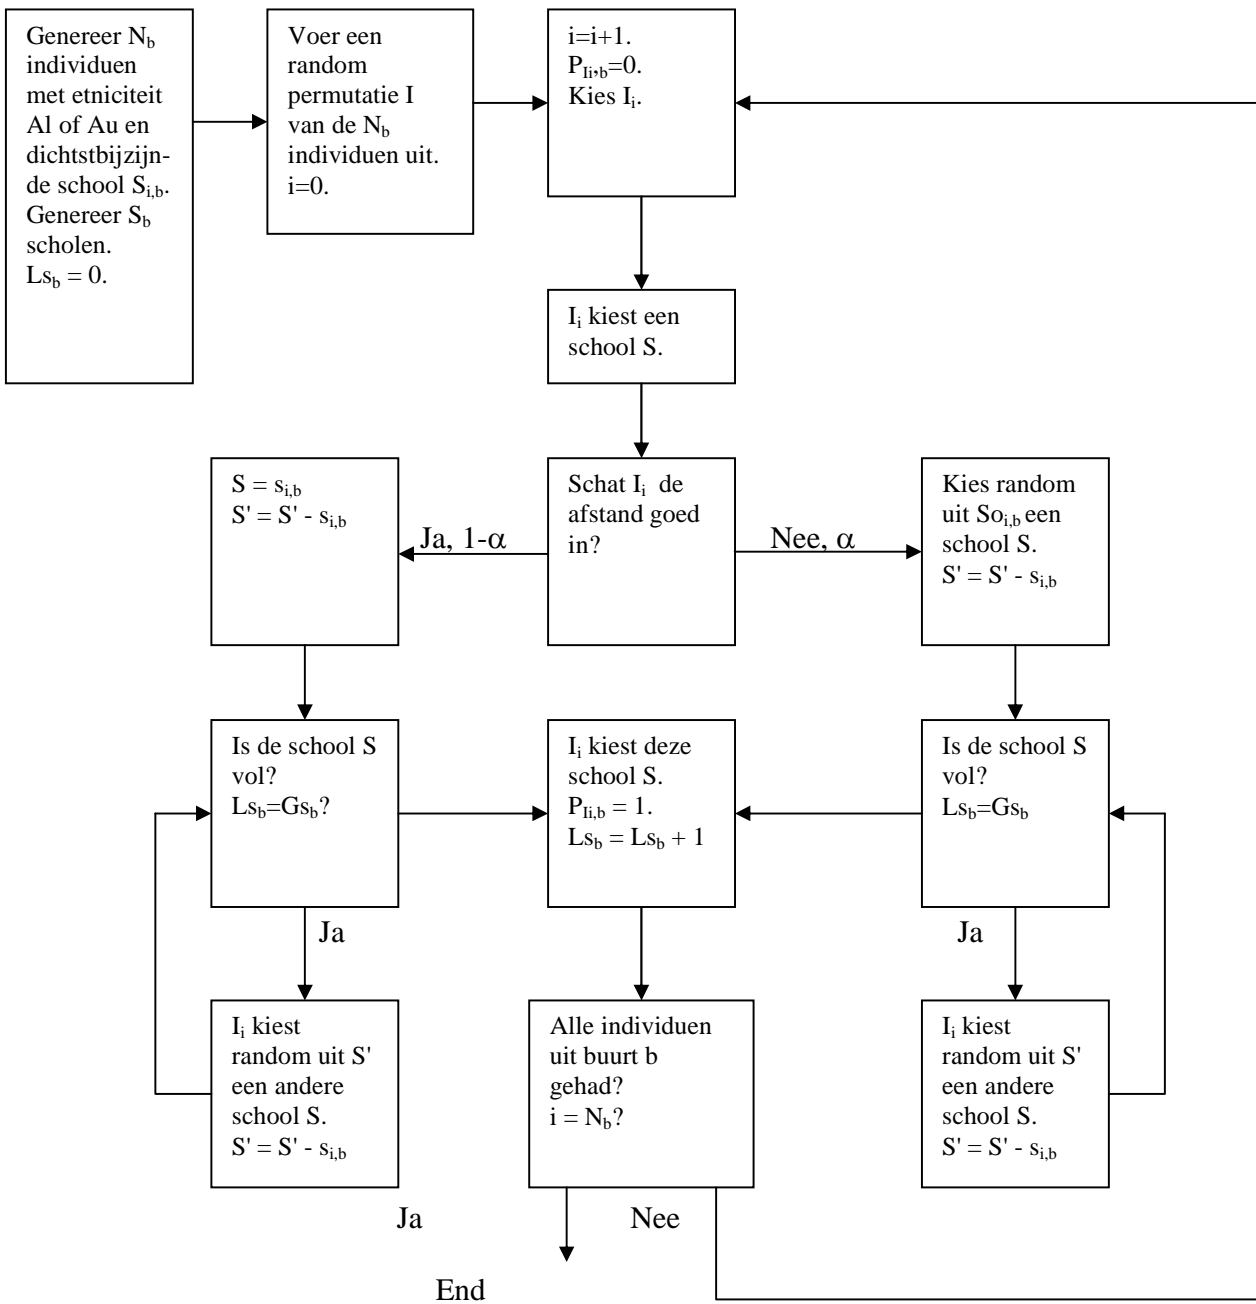 Genereer N_b
individuen
met etniciteit
Al of Au en
dichtstbijzijn-
de school S_i,b.
Genereer S_b
scholen.
Ls_b = 0.
Voer een
random
permutatie I
van de N_b
individuen uit.
i=0.
i=i+1.
P_Ii,b=0.
Kies I_i.
I_i kiest een
school S.
S = s_i,b
S' = S' - s_i,b
Ja, 1-α
Schat I_i de
afstand goed
in?
Nee, α
Kies random
uit So_i,b een
school S.
S' = S' - s_i,b
Is de school S
vol?
Ls_b=Gs_b?
I_i kiest deze
school S.
P_Ii,b = 1.
Ls_b = Ls_b + 1
Is de school S
vol?
Ls_b=Gs_b
Ja
Ja
I_i kiest
random uit S'
een andere
school S.
S' = S' - s_i,b
Alle individuen
uit buurt b
gehad?
i = N_b?
I_i kiest
random uit S'
een andere
school S.
S' = S' - s_i,b
Ja
Nee
End